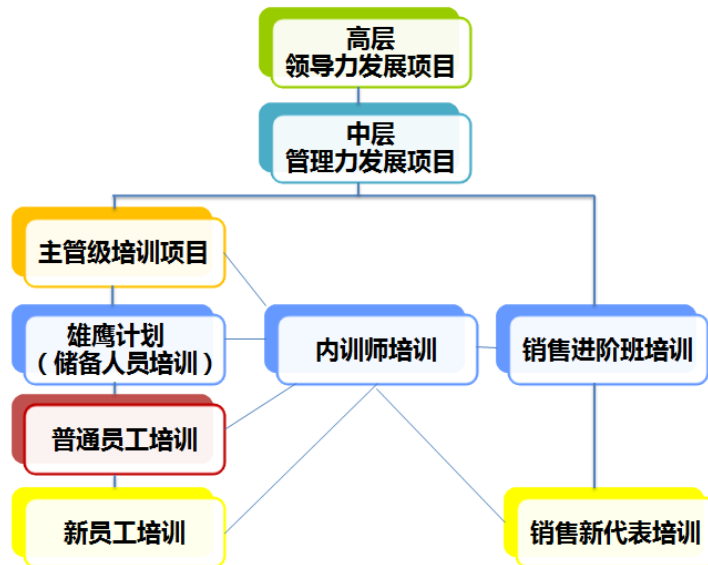 高层
领导力发展项目
中层
管理力发展项目
主管级培训项目
雄鹰计划
（储备人员培训）
内训师培训
销售进阶班培训
普通员工培训
新员工培训
销售新代表培训